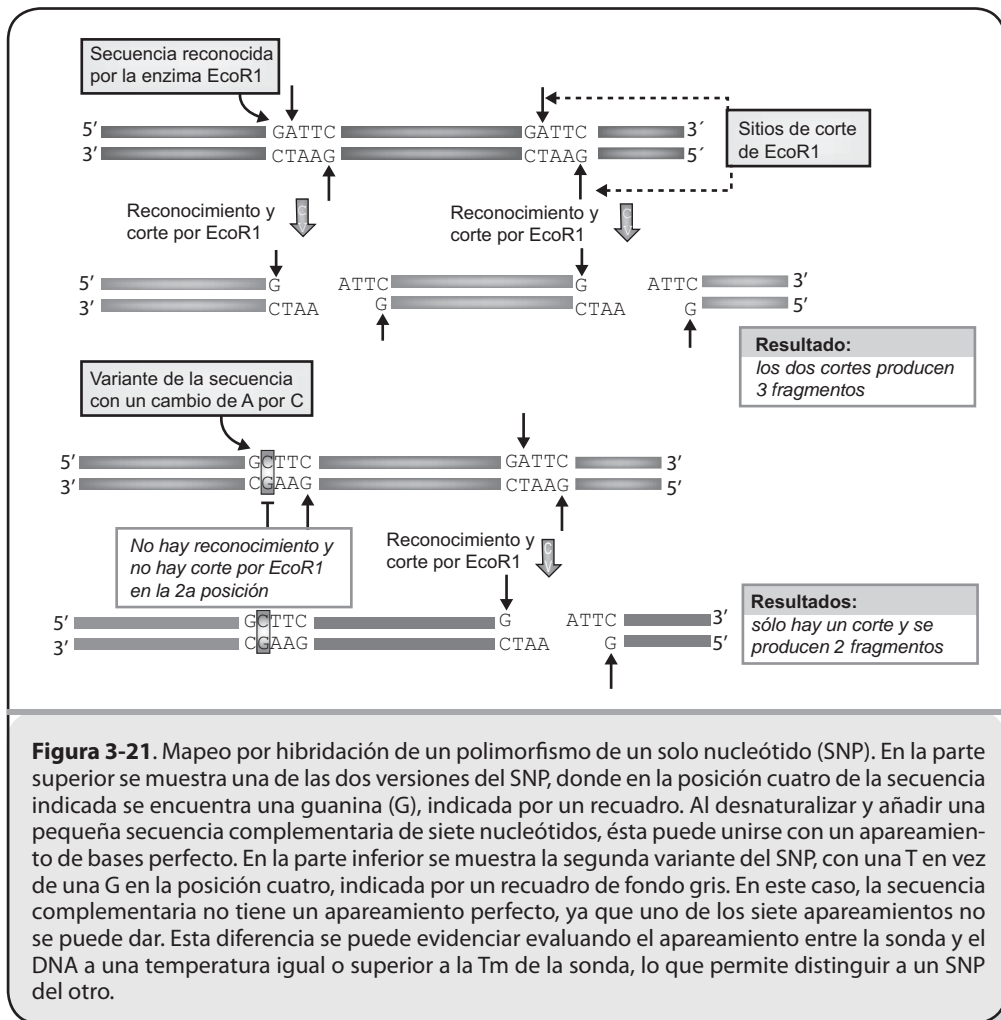 Secuencia reconocida
por la enzima EcoR1
5′ GATTC GATTC 3´
3′ CTAAG CTAAG 5´
Sitios de corte
de EcoR1
Reconocimiento y
corte por EcoR1
Reconocimiento y
corte por EcoR1
5′ G ATTC G ATTC 3′
3′ CTAA G CTAA G 5′
Resultado:
los dos cortes producen
3 fragmentos
Variante de la secuencia
con un cambio de A por C
5′ GCTTC GATTC 3′
3′ CGAAG CTAAG 5′
No hay reconocimiento y
no hay corte por EcoR1
en la 2a posición
Reconocimiento y
corte por EcoR1
5′ GCTTC G ATTC 3′
3′ CGAAG CTAA G 5′
Resultados:
sólo hay un corte y se
producen 2 fragmentos
Figura 3-21. Mapeo por hibridación de un polimorfismo de un solo nucleótido (SNP). En la parte
superior se muestra una de las dos versiones del SNP, donde en la posición cuatro de la secuencia
indicada se encuentra una guanina (G), indicada por un recuadro. Al desnaturalizar y añadir una
pequeña secuencia complementaria de siete nucleótidos, ésta puede unirse con un apareamien-
to de bases perfecto. En la parte inferior se muestra la segunda variante del SNP, con una T en vez
de una G en la posición cuatro, indicada por un recuadro de fondo gris. En este caso, la secuencia
complementaria no tiene un apareamiento perfecto, ya que uno de los siete apareamientos no
se puede dar. Esta diferencia se puede evidenciar evaluando el apareamiento entre la sonda y el
DNA a una temperatura igual o superior a la Tm de la sonda, lo que permite distinguir a un SNP
del otro.